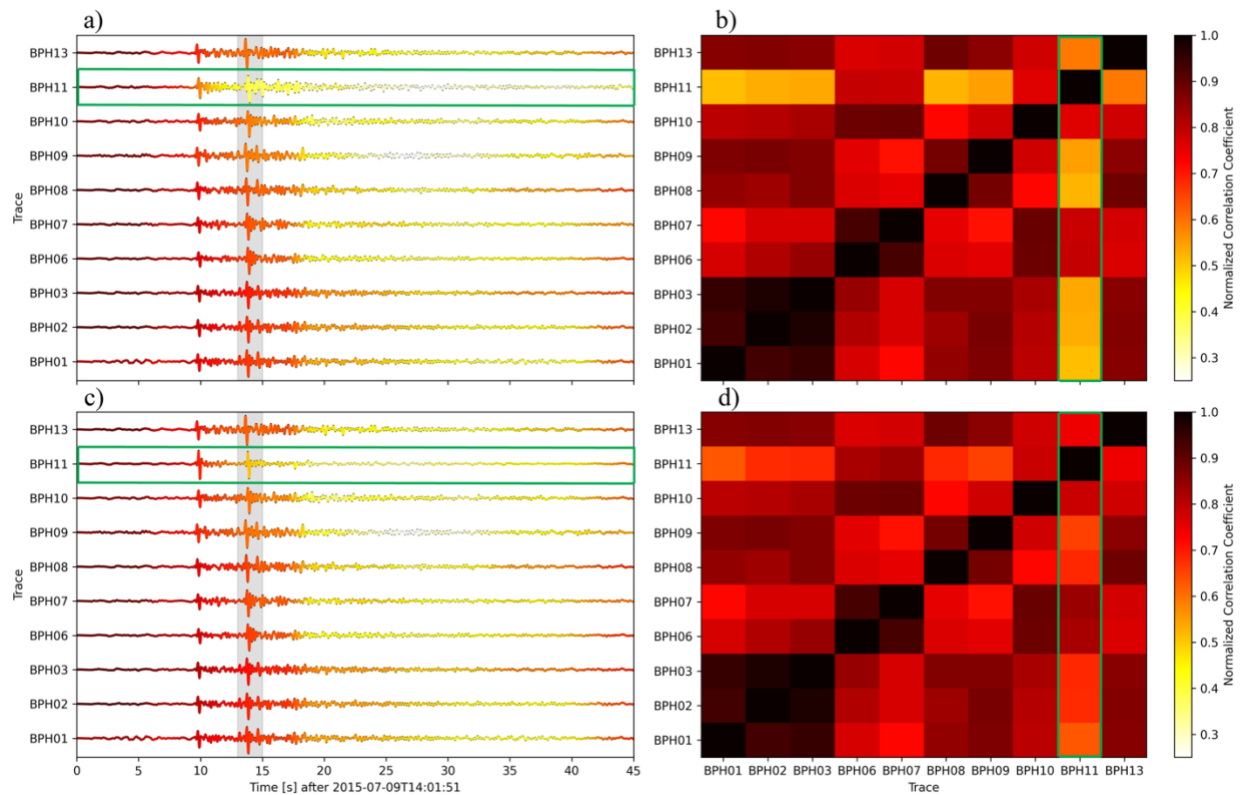 a)
BPH13
BPH11
BPH10
BPH09
BPH08
BPH07
BPH06
BPH03
BPH02
BPH01
Trace
0 5 10 15 20 25 30 35 40 45
b)
BPH13
BPH11
BPH10
BPH09
BPH08
BPH07
BPH06
BPH03
BPH02
BPH01
1.0
0.9
0.8
0.7
0.6
0.5
0.4
0.3
Normalized Correlation Coefficient
c)
BPH13
BPH11
BPH10
BPH09
BPH08
BPH07
BPH06
BPH03
BPH02
BPH01
Trace
0 5 10 15 20 25 30 35 40 45
Time [s] after 2015-07-09T14:01:51
d)
BPH13
BPH11
BPH10
BPH09
BPH08
BPH07
BPH06
BPH03
BPH02
BPH01
BPH01 BPH02 BPH03 BPH06 BPH07 BPH08 BPH09 BPH10 BPH11 BPH13
Trace
1.0
0.9
0.8
0.7
0.6
0.5
0.4
0.3
Normalized Correlation Coefficient